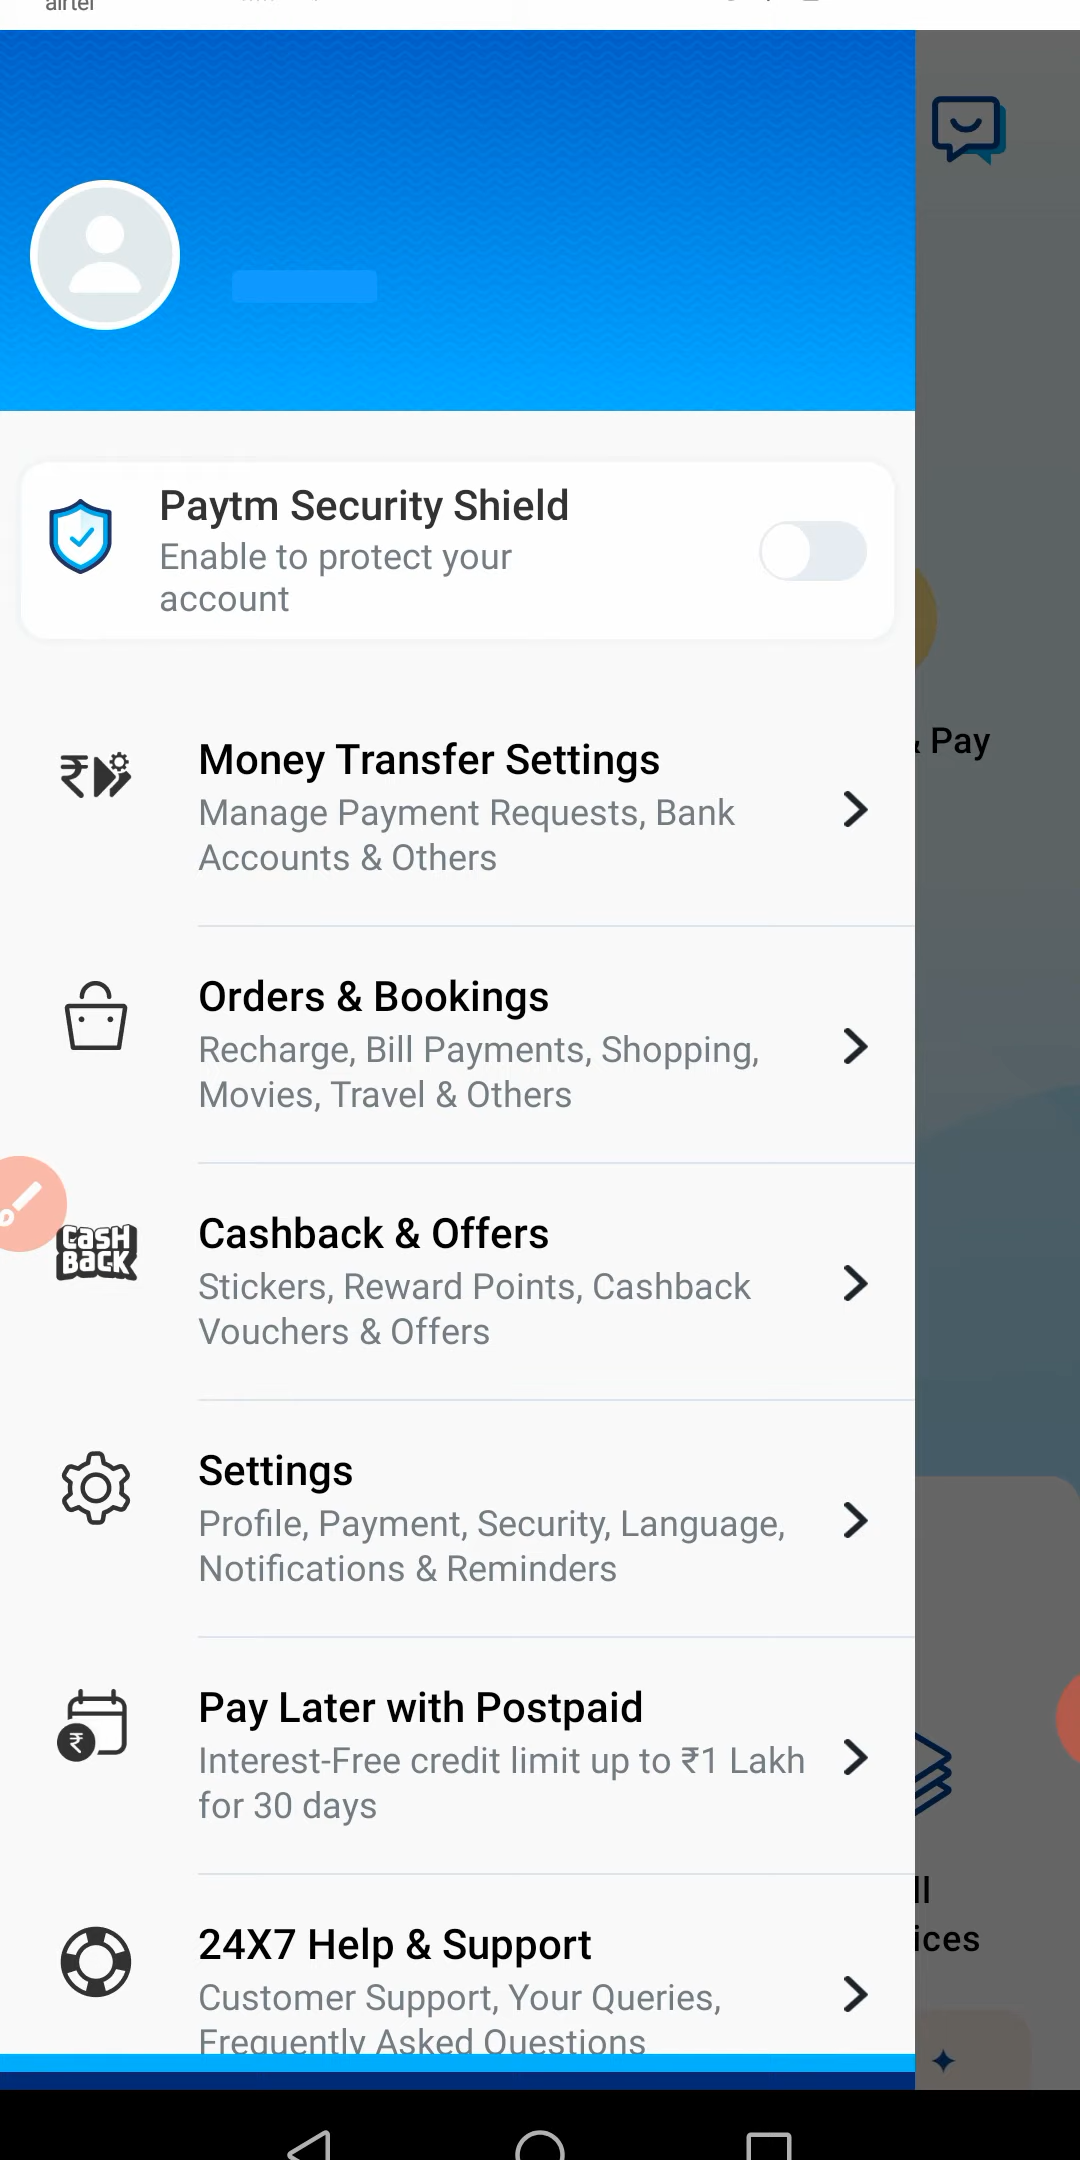 airtel
Paytm Security Shield
Enable to protect your
account
Money Transfer Settings
Manage Payment Requests, Bank
Accounts & Others
& Pay
Orders & Bookings
Recharge, Bill Payments, Shopping,
Movies, Travel & Others
CASH
BACK
Cashback & Offers
Stickers, Reward Points, Cashback
Vouchers & Offers
Settings
Profile, Payment, Security, Language,
Notifications & Reminders
Pay Later with Postpaid
Interest-Free credit limit up to ₹1 Lakh
for 30 days
ll
ices
24X7 Help & Support
Customer Support, Your Queries,
Frequently Asked Questions